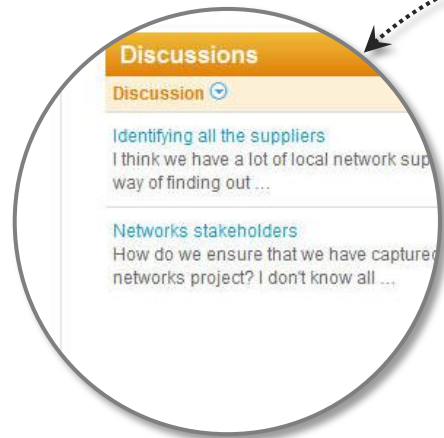 Discussions
Discussion
Identifying all the suppliers
I think we have a lot of local network sup
way of finding out ...
Networks stakeholders
How do we ensure that we have captured
networks project? I don't know all ...